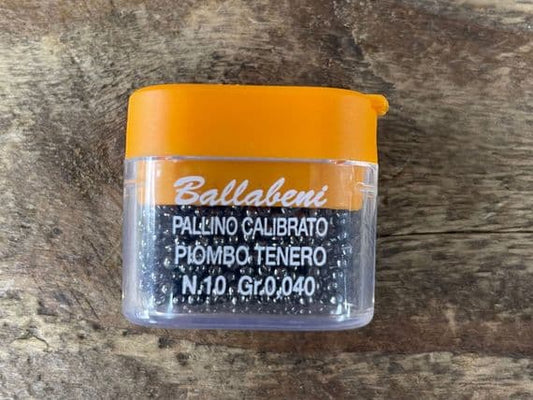 Ballabeni
PALLINO CALIBRATO
PIOMBO TENERO
N.10 Gr.0,040